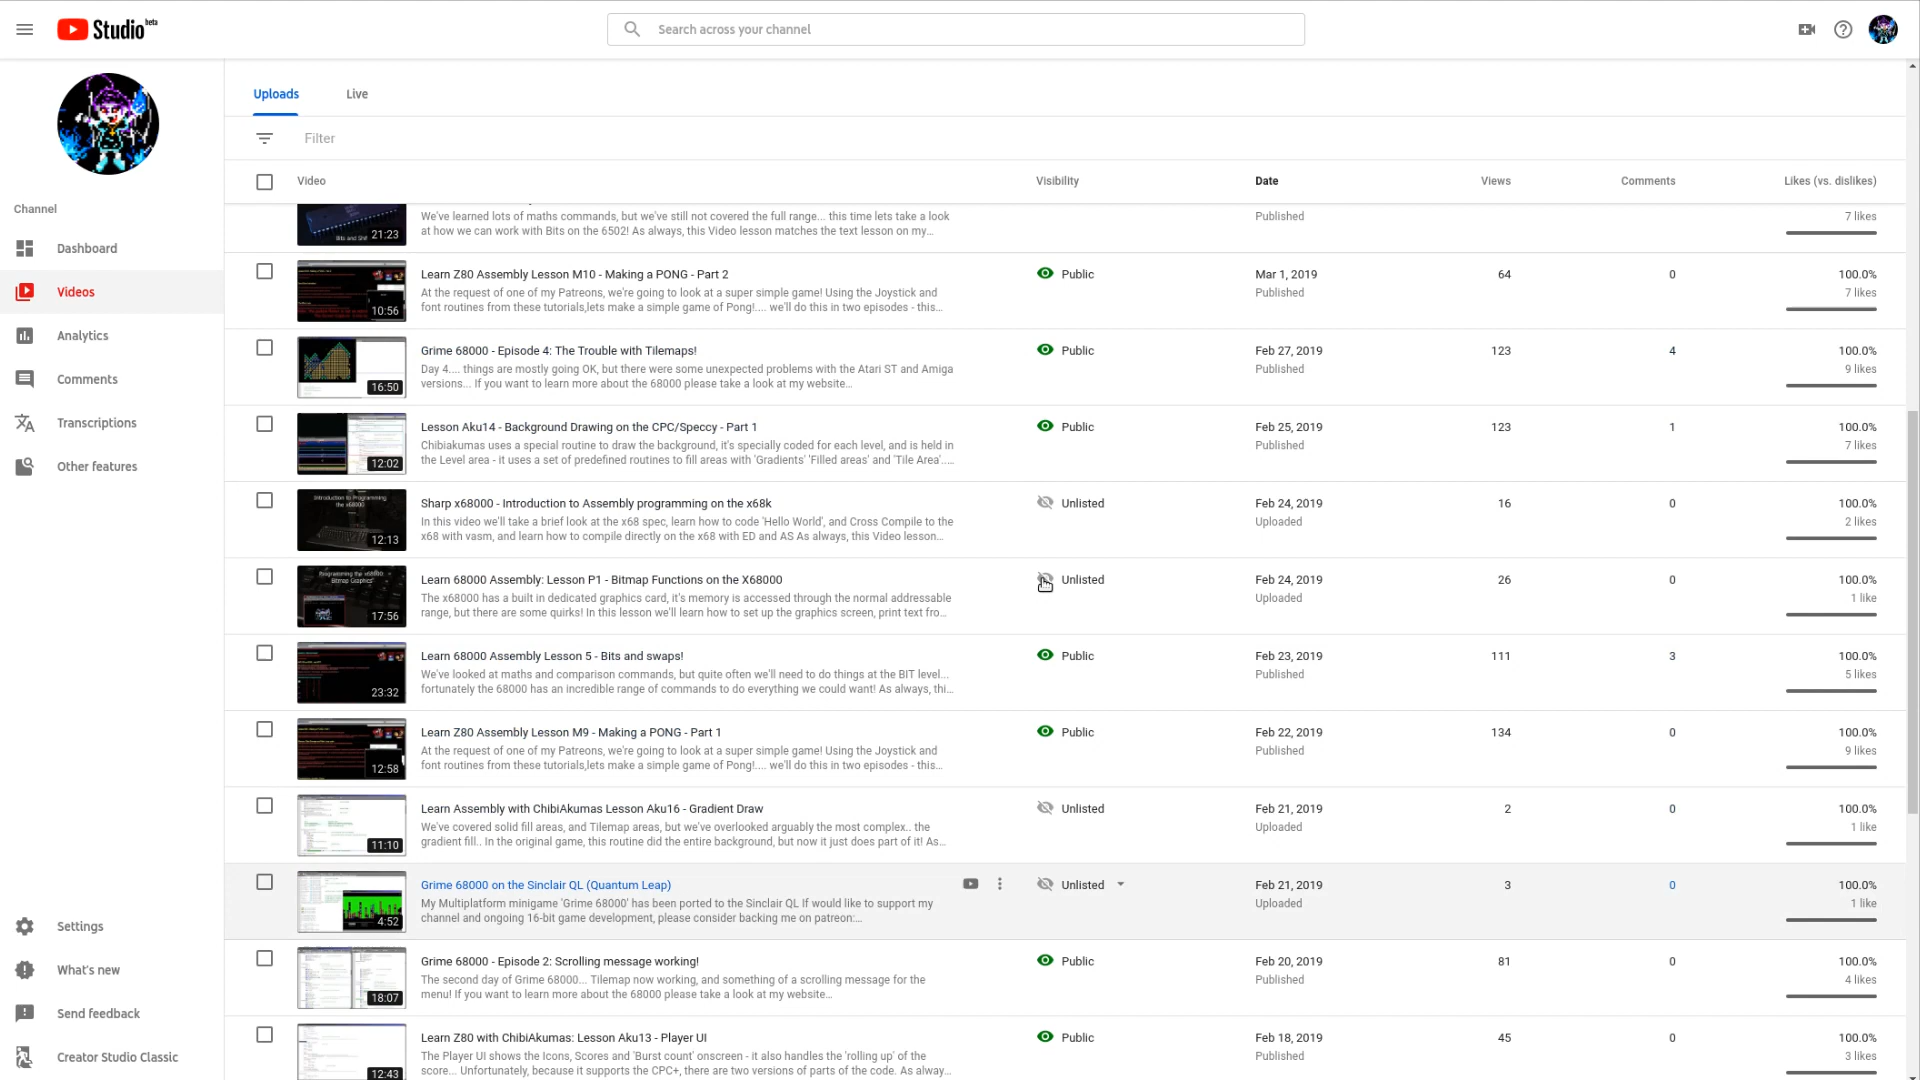 Studio beta
Search across your channel
Uploads Live
Filter
Video Visibility Date Views Comments Likes (vs. dislikes)
Channel
Dashboard
Videos
Analytics
Comments
Transcriptions
Other features
Settings
What's new
Send feedback
Creator Studio Classic
We've learned lots of maths commands, but we've still not covered the full range... this time lets take a look Published 7 likes
21:23 at how we can work with Bits on the 6502! As always, this Video lesson matches the text lesson on my...
Learn Z80 Assembly Lesson M10 - Making a PONG - Part 2 Public Mar 1, 2019 64 0 100.0%
At the request of one of my Patreons, we're going to look at a super simple game! Using the Joystick and Published 7 likes
10:56 font routines from these tutorials,lets make a simple game of Pong!.... we'll do this in two episodes - this...
Grime 68000 - Episode 4: The Trouble with Tilemaps! Public Feb 27, 2019 123 4 100.0%
Day 4.... things are mostly going OK, but there were some unexpected problems with the Atari ST and Amiga Published 9 likes
16:50 versions... If you want to learn more about the 68000 please take a look at my website...
Lesson Aku14 - Background Drawing on the CPC/Speccy - Part 1 Public Feb 25, 2019 123 1 100.0%
Chibiakumas uses a special routine to draw the background, it's specially coded for each level, and is held in Published 7 likes
12:02 the Level area - it uses a set of predefined routines to fill areas with 'Gradients' 'Filled areas' and 'Tile Area'....
Introduction to Programming
the x68000
Sharp x68000 - Introduction to Assembly programming on the x68k Unlisted Feb 24, 2019 16 0 100.0%
In this video we'll take a brief look at the x68 spec, learn how to code 'Hello World', and Cross Compile to the Uploaded 2 likes
12:13 x68 with vasm, and learn how to compile directly on the x68 with ED and AS As always, this Video lesson...
Programming the x68000
Bitmap Graphics
Learn 68000 Assembly: Lesson P1 - Bitmap Functions on the X68000 Unlisted Feb 24, 2019 26 0 100.0%
The x68000 has a built in dedicated graphics card, it's memory is accessed through the normal addressable Uploaded 1 like
17:56 range, but there are some quirks! In this lesson we'll learn how to set up the graphics screen, print text fro...
Learn 68000 Assembly Lesson 5 - Bits and swaps! Public Feb 23, 2019 111 3 100.0%
We've looked at maths and comparison commands, but quite often we'll need to do things at the BIT level... Published 5 likes
23:32 fortunately the 68000 has an incredible range of commands to do everything we could want! As always, thi...
Learn Z80 Assembly Lesson M9 - Making a PONG - Part 1 Public Feb 22, 2019 134 0 100.0%
At the request of one of my Patreons, we're going to look at a super simple game! Using the Joystick and Published 9 likes
12:58 font routines from these tutorials,lets make a simple game of Pong!.... we'll do this in two episodes - this...
Learn Assembly with ChibiAkumas Lesson Aku16 - Gradient Draw Unlisted Feb 21, 2019 2 0 100.0%
We've covered solid fill areas, and Tilemap areas, but we've overlooked arguably the most complex.. the Uploaded 1 like
11:10 gradient fill.. In the original game, this routine did the entire background, but now it just does part of it! As...
Grime 68000 on the Sinclair QL (Quantum Leap) Unlisted Feb 21, 2019 3 0 100.0%
My Multiplatform minigame 'Grime 68000' has been ported to the Sinclair QL If would like to support my Uploaded 1 like
4:52 channel and ongoing 16-bit game development, please consider backing me on patreon:...
Grime 68000 - Episode 2: Scrolling message working! Public Feb 20, 2019 81 0 100.0%
The second day of Grime 68000... Tilemap now working, and something of a scrolling message for the Published 4 likes
18:07 menu! If you want to learn more about the 68000 please take a look at my website...
Learn Z80 with ChibiAkumas: Lesson Aku13 - Player UI Public Feb 18, 2019 45 0 100.0%
The Player UI shows the Icons, Scores and 'Burst count' onscreen - it also handles the 'rolling up' of the Published 3 likes
12:43 score... Unfortunately, because it supports the CPC+, there are two versions of parts of the code. As alway...